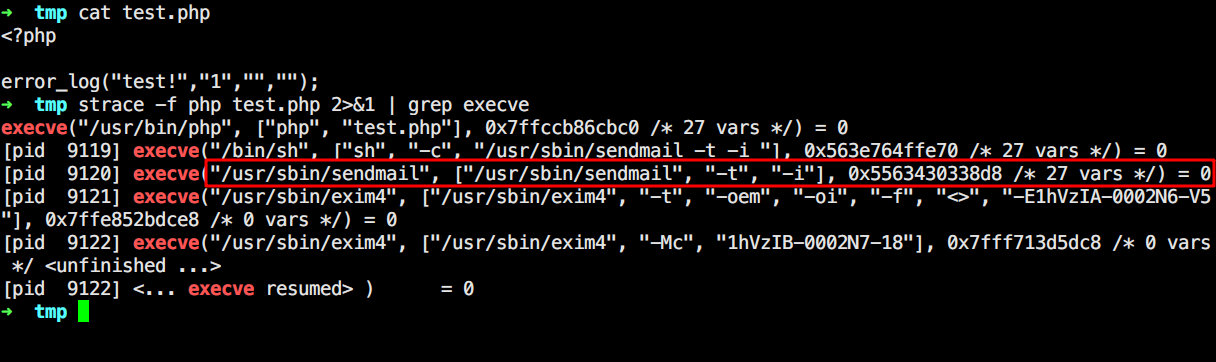 ➜  tmp cat test.php
<?php

error_log("test!","1","","");
➜  tmp strace -f php test.php 2>&1 | grep execve
execve("/usr/bin/php", ["php", "test.php"], 0x7ffccb86cbc0 /* 27 vars */) = 0
[pid  9119] execve("/bin/sh", ["sh", "-c", "/usr/sbin/sendmail -t -i "], 0x563e764ffe70 /* 27 vars */) = 0
[pid  9120] execve("/usr/sbin/sendmail", ["/usr/sbin/sendmail", "-t", "-i"], 0x5563430338d8 /* 27 vars */) = 0
[pid  9121] execve("/usr/sbin/exim4", ["/usr/sbin/exim4", "-t", "-oem", "-oi", "-f", "<>", "-E1hVzIA-0002N6-V5
"], 0x7ffe852bdce8 /* 0 vars */) = 0
[pid  9122] execve("/usr/sbin/exim4", ["/usr/sbin/exim4", "-Mc", "1hVzIB-0002N7-18"], 0x7fff713d5dc8 /* 0 vars
 */ <unfinished ...>
[pid  9122] <... execve resumed> )      = 0
➜  tmp